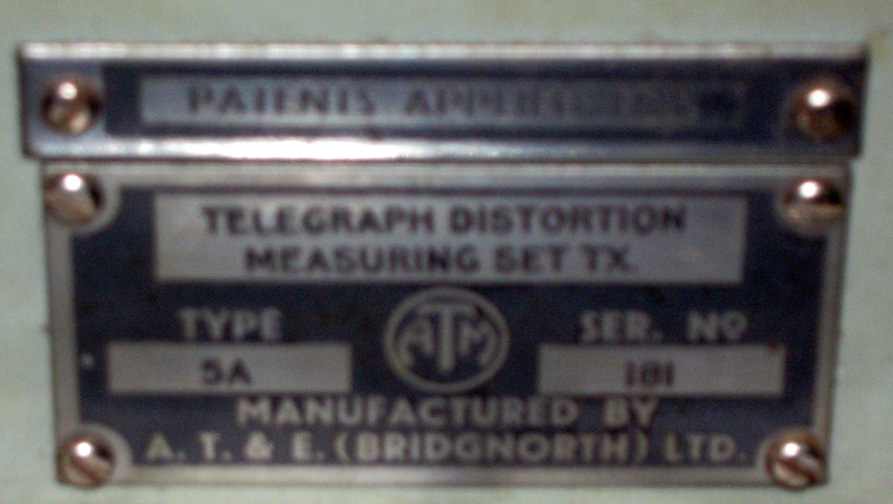 PATENTS APPLIED FOR
TELEGRAPH DISTORTION
MEASURING SET TX.
TYPE SER. Nº
5A ATM 181
MANUFACTURED BY
A. T. & E. (BRIDGNORTH) LTD.